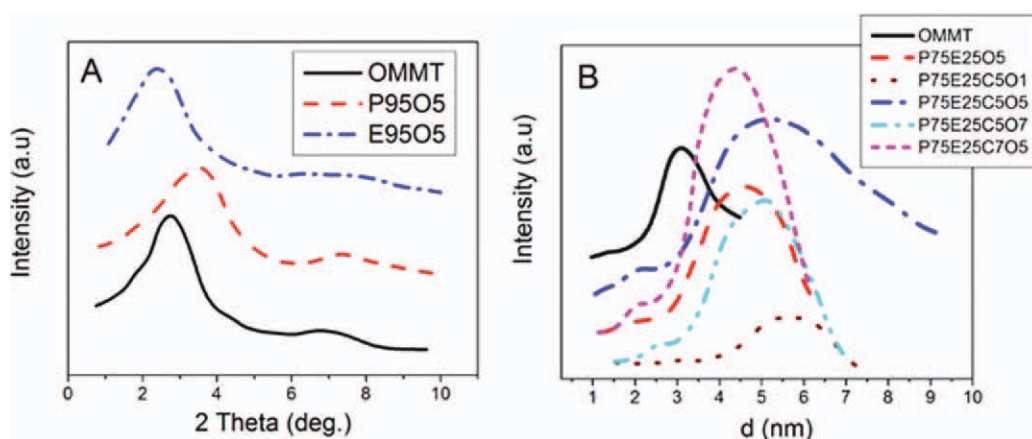 A
OMMT
P95O5
E95O5
Intensity (a.u)
0 2 4 6 8 10
2 Theta (deg.)
B
OMMT
P75E25O5
P75E25C5O1
P75E25C5O5
P75E25C5O7
P75E25C7O5
Intensity (a.u)
1 2 3 4 5 6 7 8 9 10
d (nm)